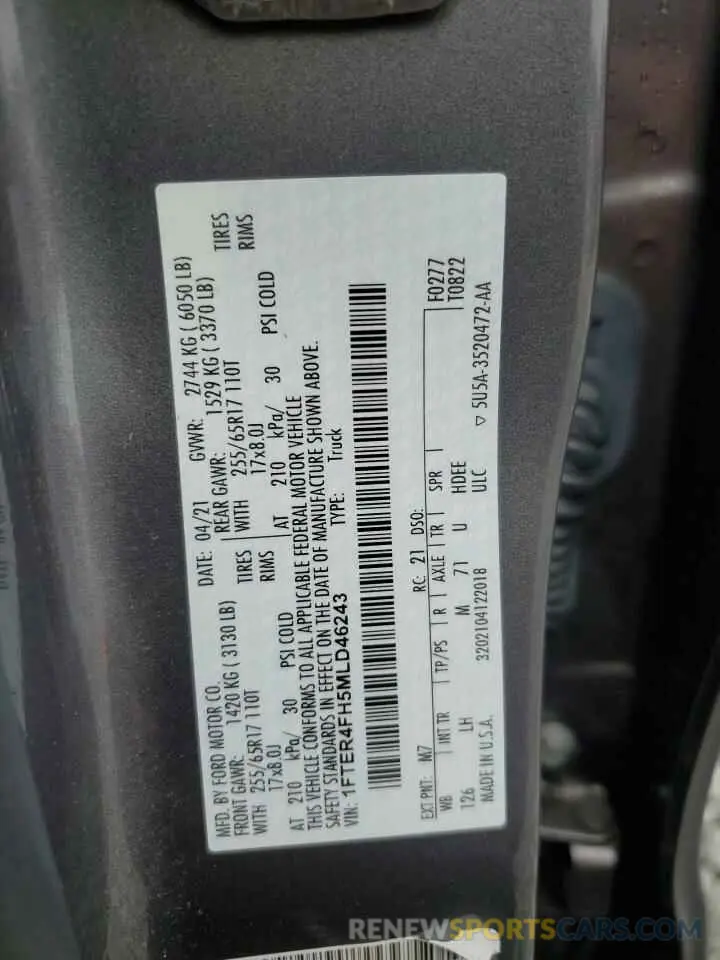 MFD. BY FORD MOTOR CO.
DATE: 04/21 GVWR: 2744 KG ( 6050 LB)
FRONT GAWR: 1420 KG ( 3130 LB) REAR GAWR: 1529 KG ( 3370 LB)
WITH 255/65R17 110T TIRES WITH 255/65R17 110T TIRES
17x8.0J RIMS 17x8.0J RIMS
AT 210 kPa/ 30 PSI COLD AT 210 kPa/ 30 PSI COLD
THIS VEHICLE CONFORMS TO ALL APPLICABLE FEDERAL MOTOR VEHICLE
SAFETY STANDARDS IN EFFECT ON THE DATE OF MANUFACTURE SHOWN ABOVE.
VIN: 1FTER4FH5MLD46243 TYPE: Truck
EXT PNT: M7 RC: 21 DSO: F0277
WB INT TR TP/PS R AXLE TR SPR T0822
126 LH M 71 U HDEE
3202104122018 ULC ▽ 5U5A-3520472-AA
MADE IN U.S.A.
RENEWSPORTSCARS.COM